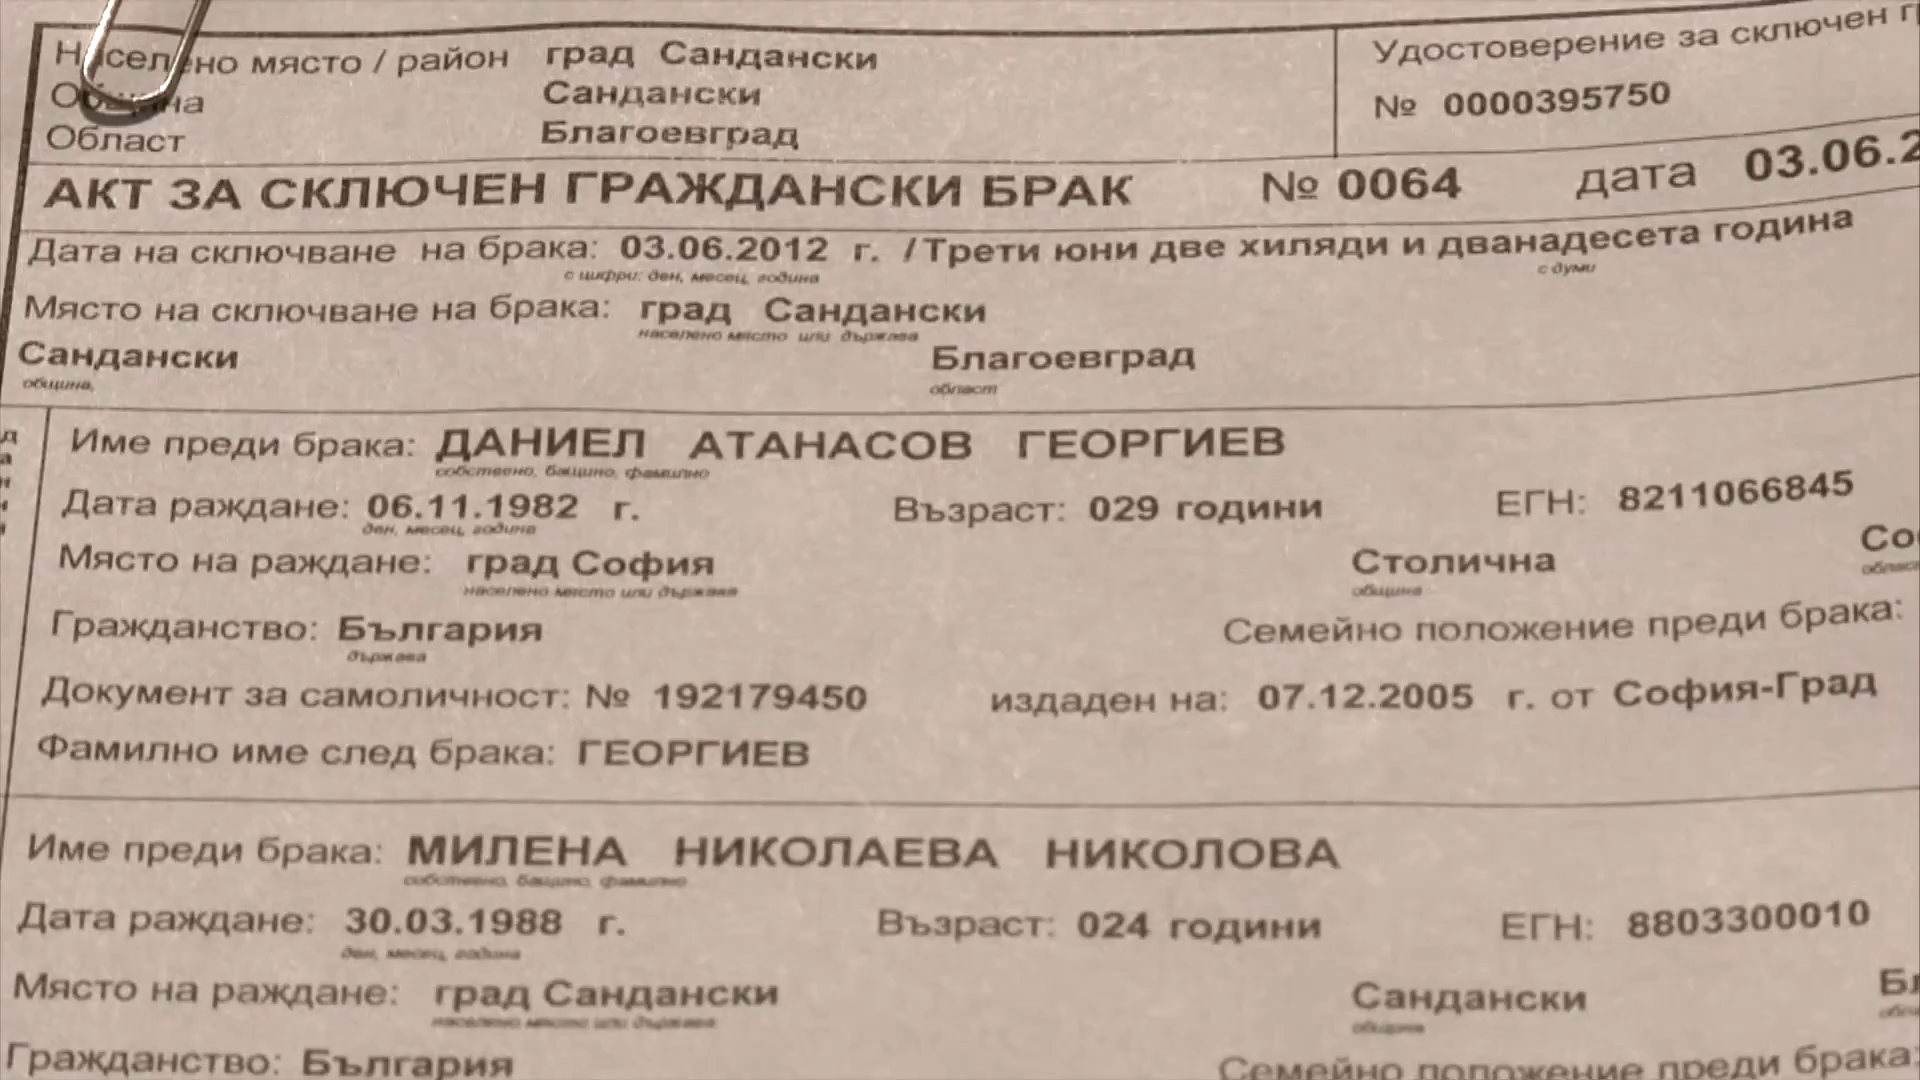 Населено място / район град Сандански
Община Сандански
Област Благоевград
Удостоверение за сключен
№ 0000395750
АКТ ЗА СКЛЮЧЕН ГРАЖДАНСКИ БРАК № 0064 дата 03.06.2
Дата на сключване на брака: 03.06.2012 г. / Трети юни две хиляди и дванадесета година
с цифри: ден, месец, година с думи
Място на сключване на брака: град Сандански
населено място или държава
Сандански Благоевград
община, област
Име преди брака: ДАНИЕЛ АТАНАСОВ ГЕОРГИЕВ
собствено, бащино, фамилно
Дата раждане: 06.11.1982 г. Възраст: 029 години ЕГН: 8211066845
ден, месец, година
Място на раждане: град София Столична Со
населено място или държава община
Гражданство: България Семейно положение преди брака:
държава
Документ за самоличност: № 192179450 издаден на: 07.12.2005 г. от София-Град
Фамилно име след брака: ГЕОРГИЕВ
Име преди брака: МИЛЕНА НИКОЛАЕВА НИКОЛОВА
собствено, бащино, фамилно
Дата раждане: 30.03.1988 г. Възраст: 024 години ЕГН: 8803300010
ден, месец, година
Място на раждане: град Сандански Сандански Бл
населено място или държава община
Гражданство: България Семейно положение преди брака: